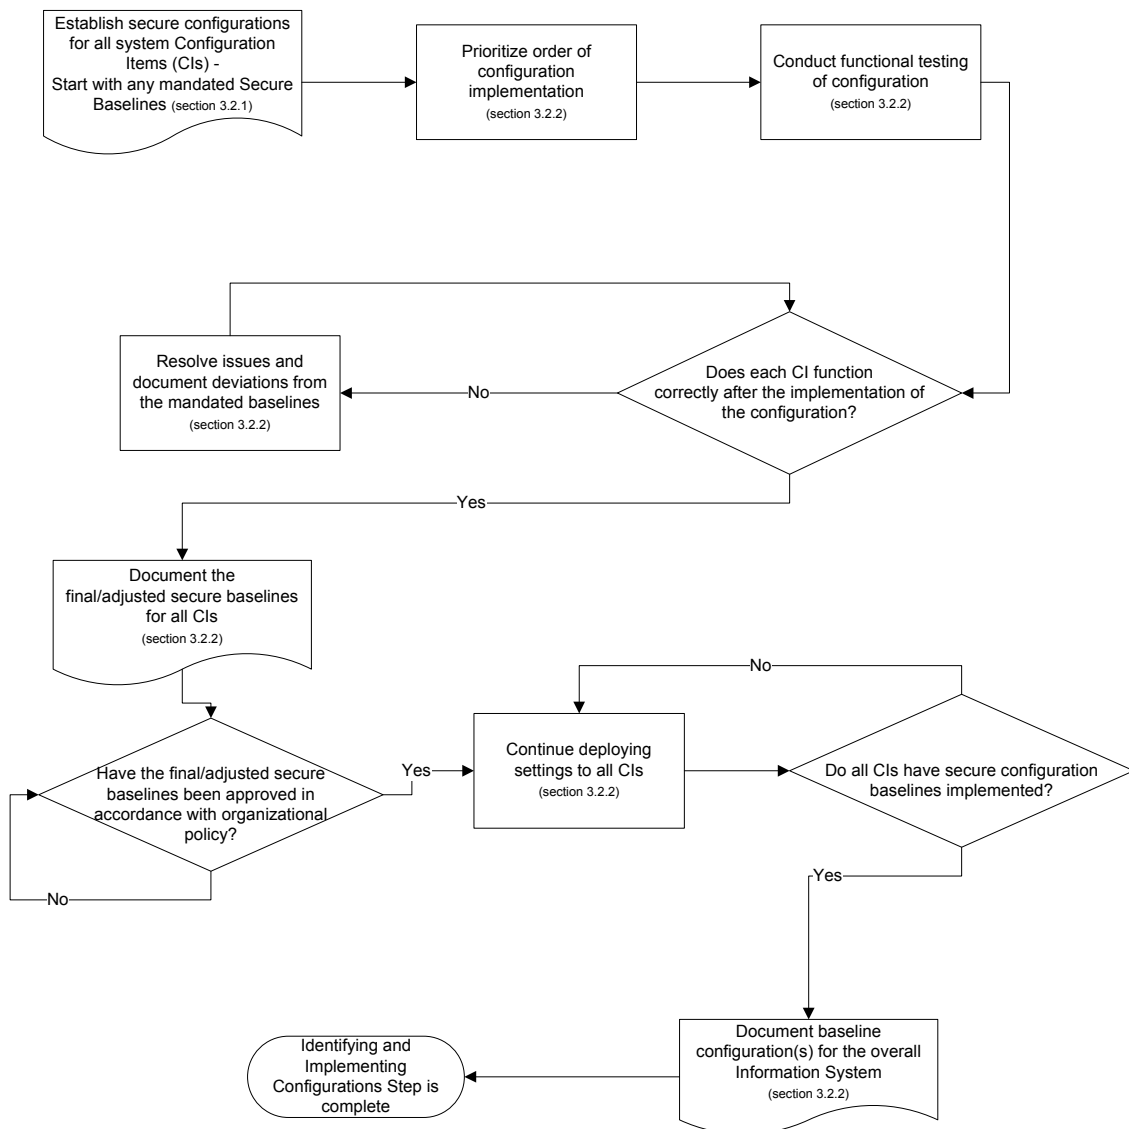 Establish secure configurations
for all system Configuration
Items (CIs) -
Start with any mandated Secure
Baselines (section 3.2.1)
Prioritize order of
configuration
implementation
(section 3.2.2)
Conduct functional testing
of configuration
(section 3.2.2)
Resolve issues and
document deviations from
the mandated baselines
(section 3.2.2)
No
Does each CI function
correctly after the implementation of
the configuration?
Yes
Document the
final/adjusted secure baselines
for all CIs
(section 3.2.2)
No
Have the final/adjusted secure
baselines been approved in
accordance with organizational
policy?
Yes
Continue deploying
settings to all CIs
(section 3.2.2)
Do all CIs have secure configuration
baselines implemented?
No
Yes
Identifying and
Implementing
Configurations Step is
complete
Document baseline
configuration(s) for the overall
Information System
(section 3.2.2)